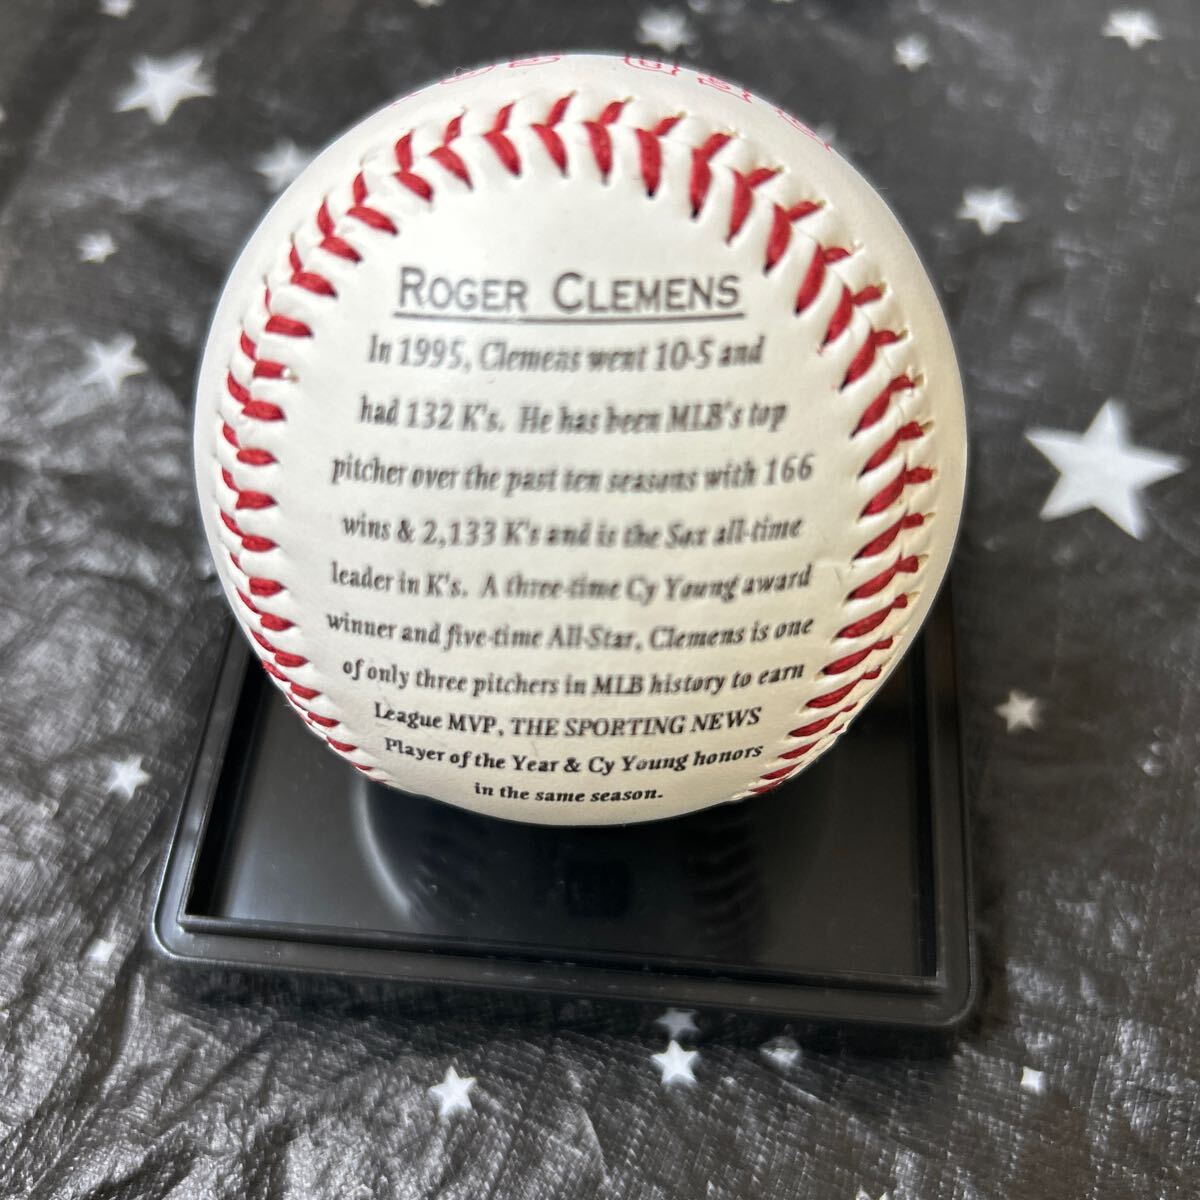 ROGER CLEMENS
In 1995, Clemens went 10-5 and
had 132 K's. He has been MLB's top
pitcher over the past ten seasons with 166
wins & 2,133 K's and is the Sox all-time
leader in K's. A three-time Cy Young award
winner and five-time All-Star, Clemens is one
of only three pitchers in MLB history to earn
League MVP, THE SPORTING NEWS
Player of the Year & Cy Young honors
in the same season.